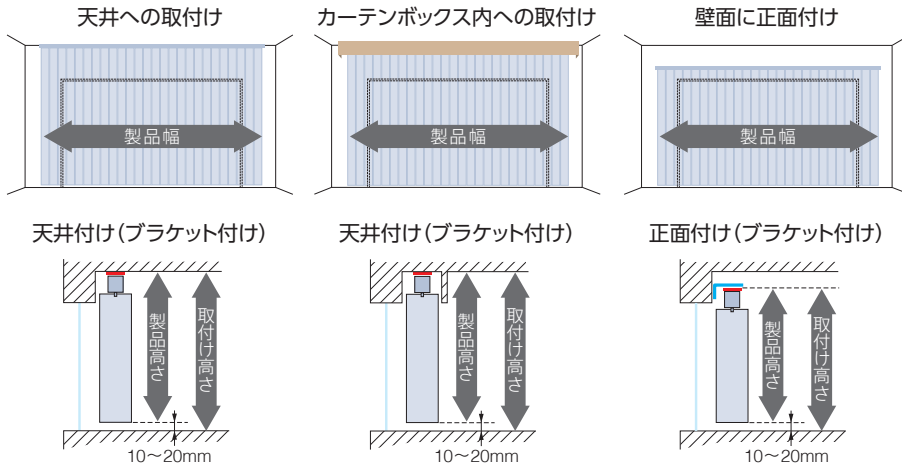 天井への取付け
カーテンボックス内への取付け
壁面に正面付け
製品幅
製品幅
製品幅
天井付け(ブラケット付け)
天井付け(ブラケット付け)
正面付け(ブラケット付け)
製品高さ
取付け高さ
製品高さ
取付け高さ
製品高さ
取付け高さ
10〜20mm
10〜20mm
10〜20mm